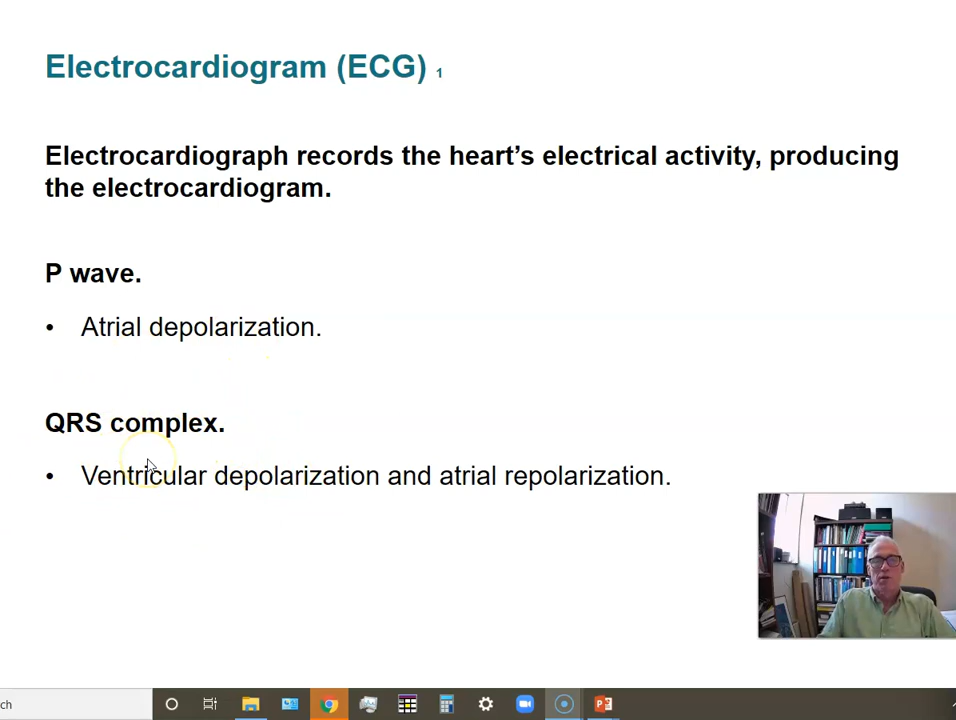 Electrocardiogram (ECG) 1
Electrocardiograph records the heart’s electrical activity, producing
the electrocardiogram.
P wave.
• Atrial depolarization.
QRS complex.
• Ventricular depolarization and atrial repolarization.
ch